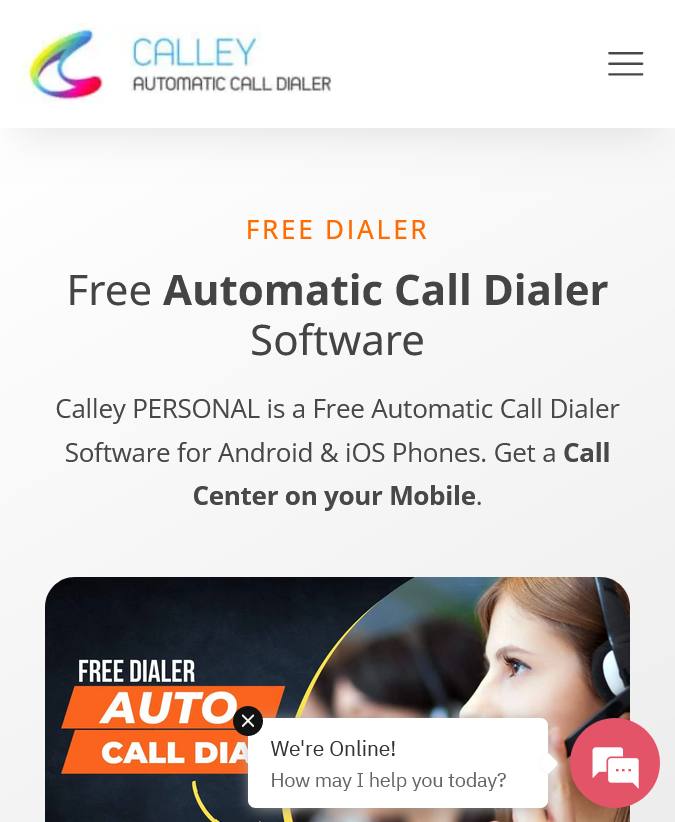 CALLEY
AUTOMATIC CALL DIALER
FREE DIALER
Free Automatic Call Dialer
Software
Calley PERSONAL is a Free Automatic Call Dialer
Software for Android & iOS Phones. Get a Call
Center on your Mobile.
FREE DIALER
AUTO
CALL DIA
We're Online!
How may I help you today?